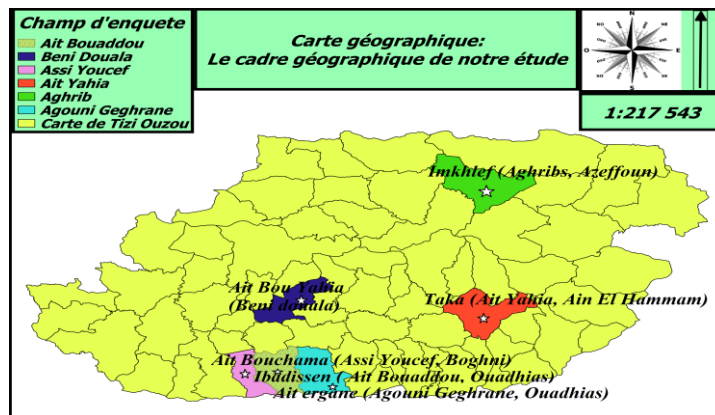 Champ d'enquete
Ait Bouaddou
Beni Douala
Assi Youcef
Ait Yahia
Aghrib
Agouni Geghrane
Carte de Tizi Ouzou
Carte géographique:
Le cadre géographique de notre étude
N
O
E
S
1:217 543
Imkhlef (Aghribs, Azeffoun)
Ait Bou Yahia
(Beni douala)
Taka (Ait Yahia, Ain El Hammam)
Ait Bouchama (Assi Youcef, Boghni)
Ibadissen ( Ait Bouaddou, Ouadhias)
Ait ergane (Agouni Geghrane, Ouadhias)